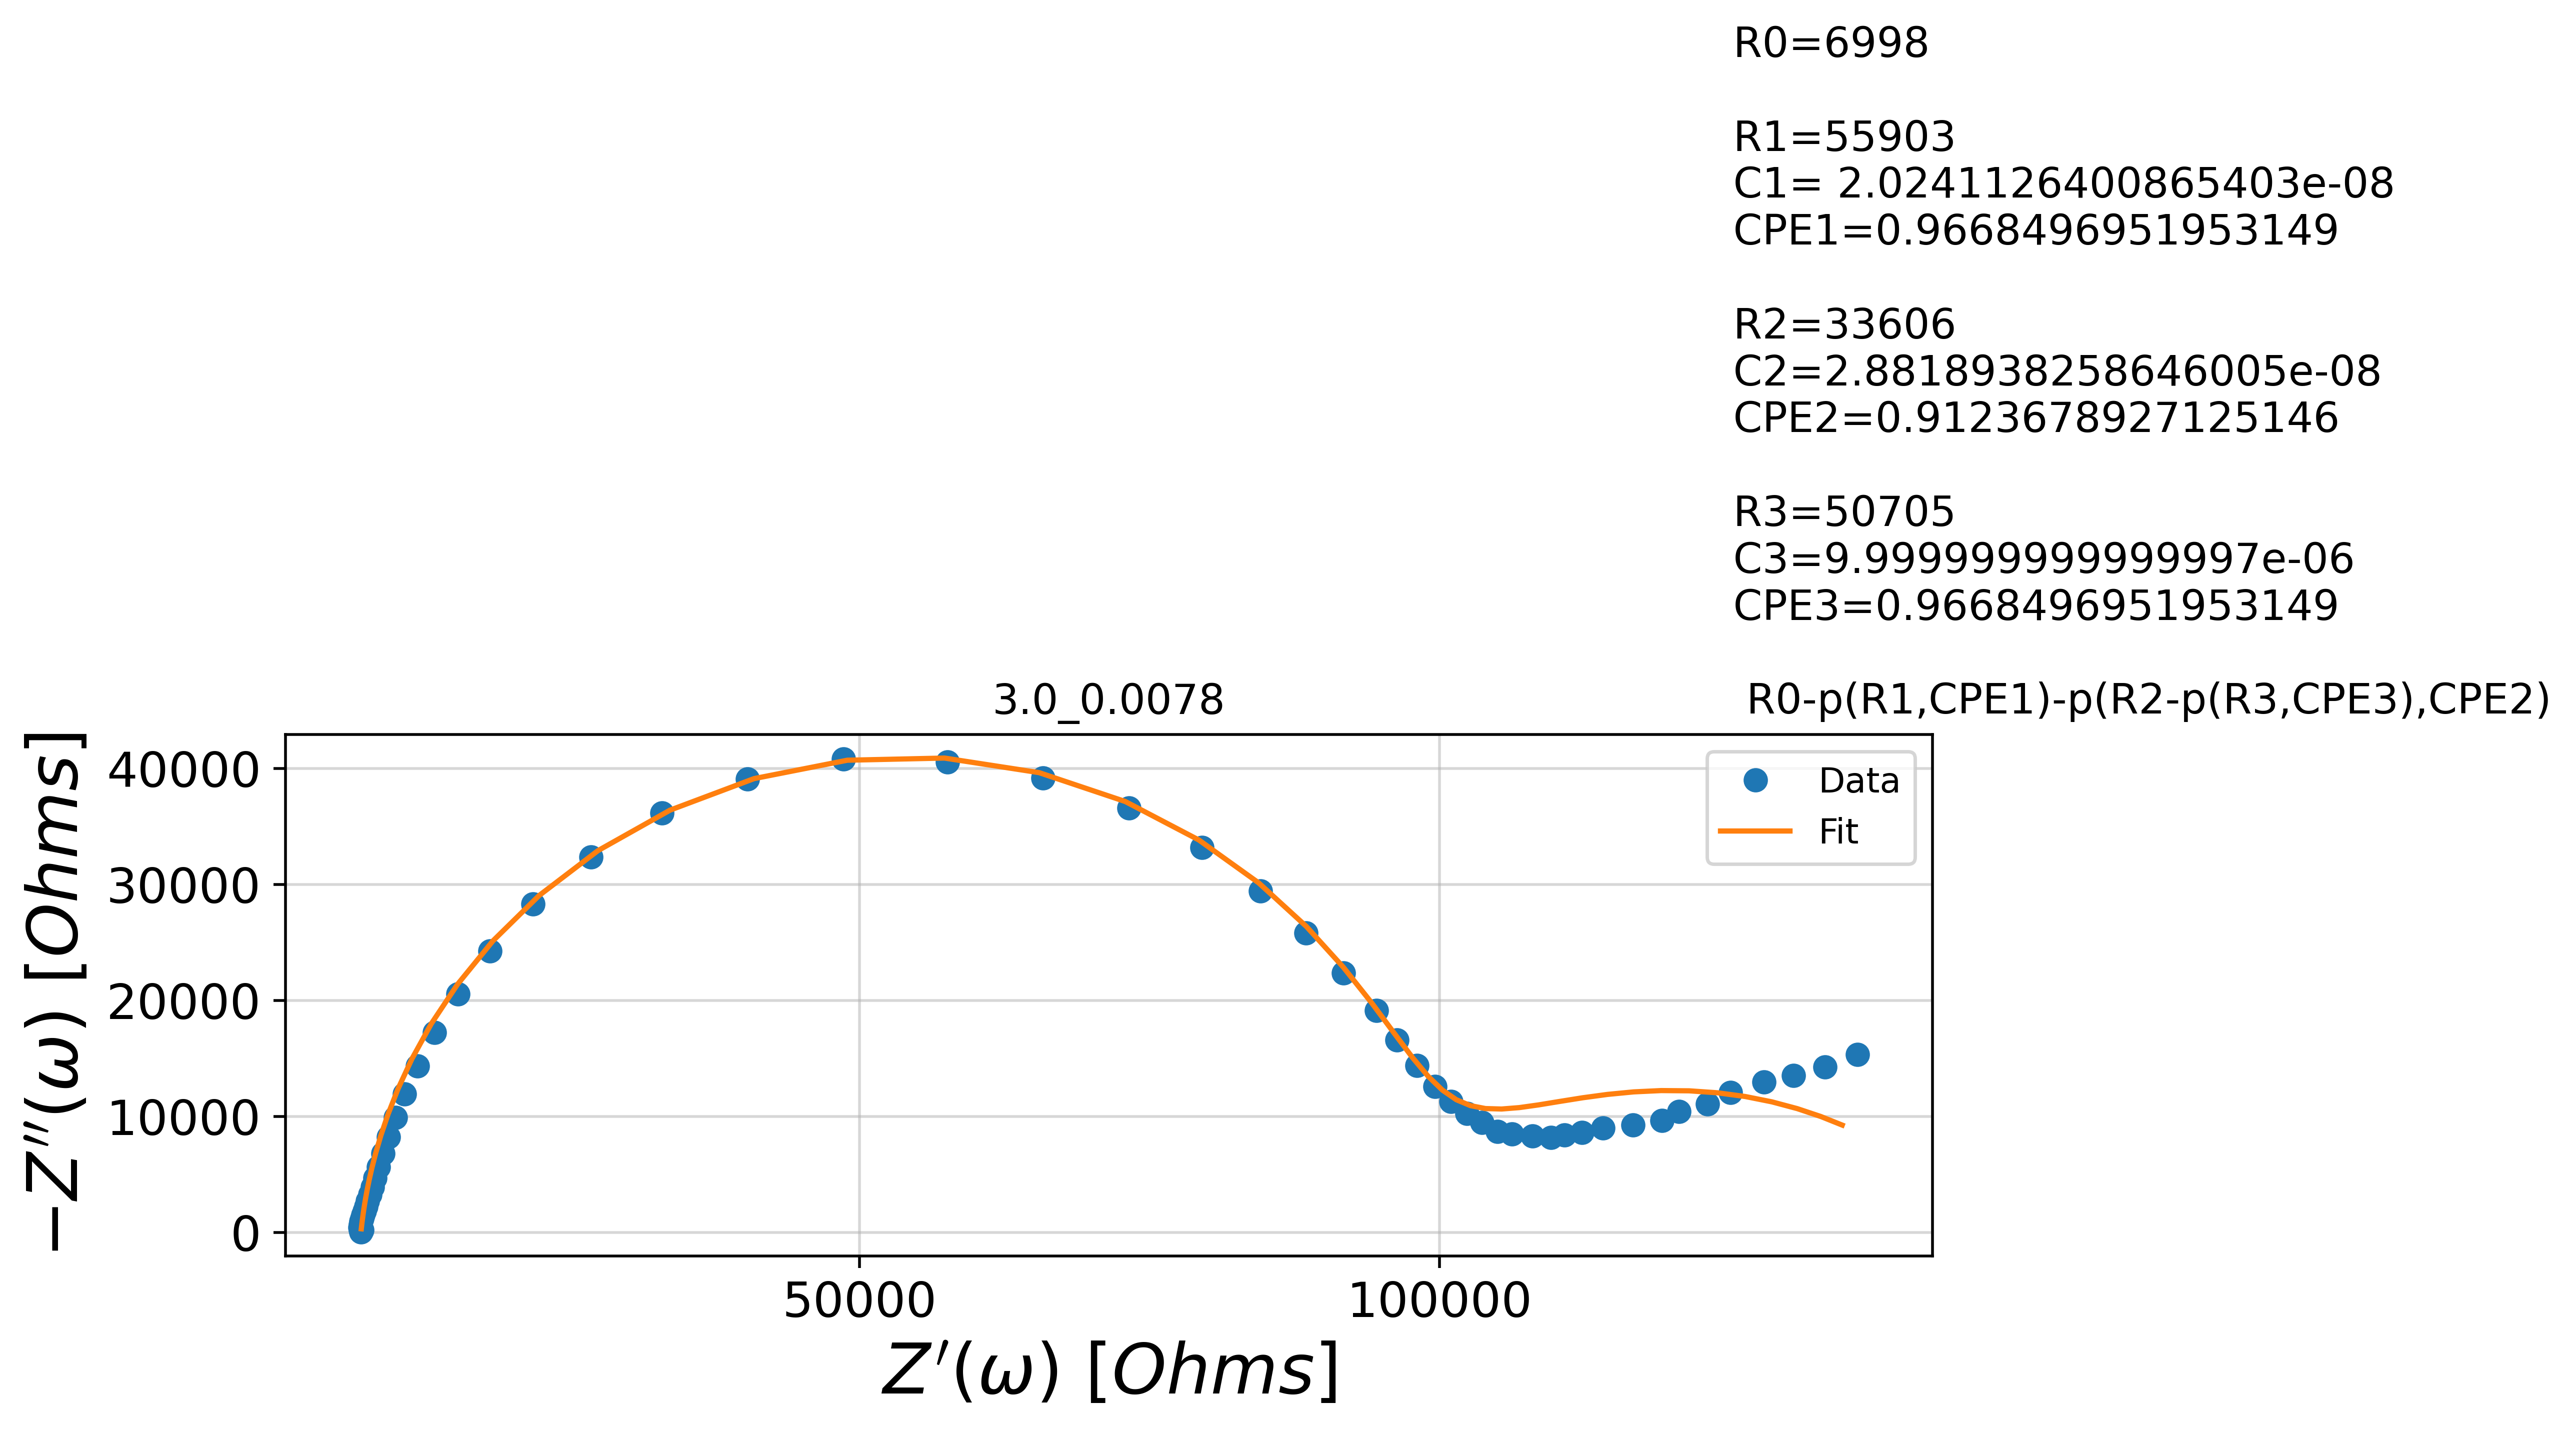 R0=6998
R1=55903
C1= 2.0241126400865403e-08
CPE1=0.9668496951953149
R2=33606
C2=2.8818938258646005e-08
CPE2=0.9123678927125146
R3=50705
C3=9.999999999999997e-06
CPE3=0.9668496951953149
3.0_0.0078
R0-p(R1,CPE1)-p(R2-p(R3,CPE3),CPE2)
−Z′′(ω) [Ohms]
40000
30000
20000
10000
0
Data
Fit
50000
100000
Z′(ω) [Ohms]